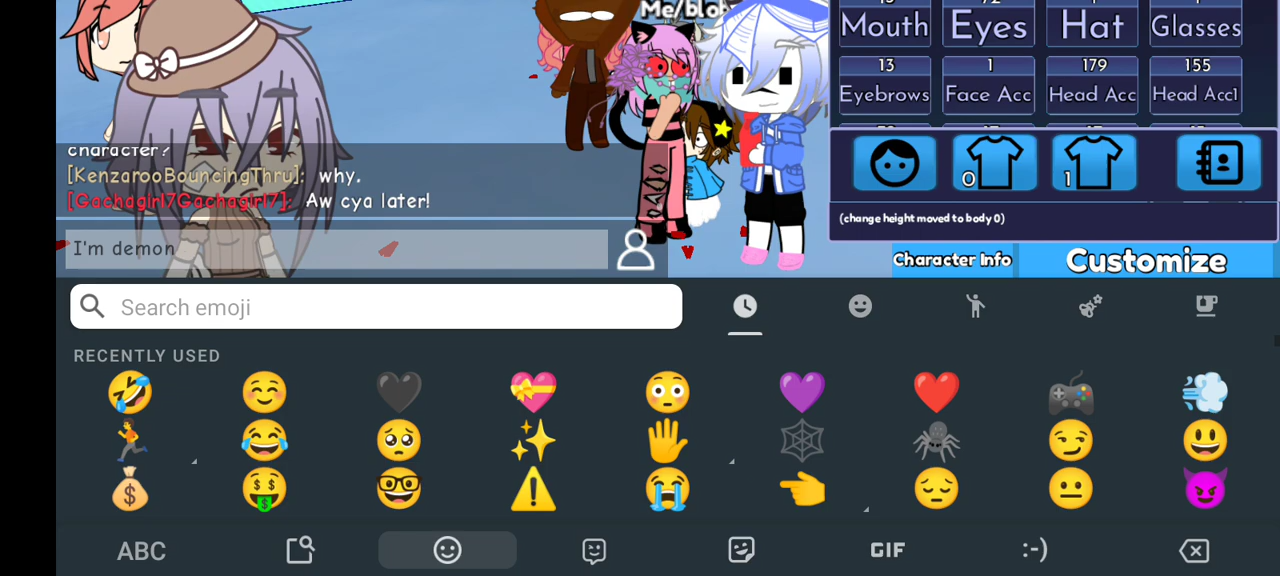 Me/blob
Mouth
Eyes
Hat
Glasses
13
1
179
155
Eyebrows
Face Acc
Head Acc
Head Acc1
character?
[KenzarooBouncingThru]: why.
[Gachagirl7Gachagirl7]: Aw cya later!
0
1
(change height moved to body 0)
I'm demon
Character Info
Customize
Search emoji
RECENTLY USED
ABC
GIF
:-)